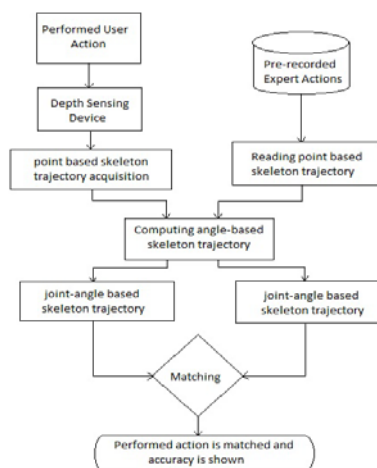 Performed User
Action
Pre-recorded
Expert Actions
Depth Sensing
Device
point based skeleton
trajectory acquisition
Reading point based
skeleton trajectory
Computing angle-based
skeleton trajectory
joint-angle based
skeleton trajectory
joint-angle based
skeleton trajectory
Matching
Performed action is matched and
accuracy is shown